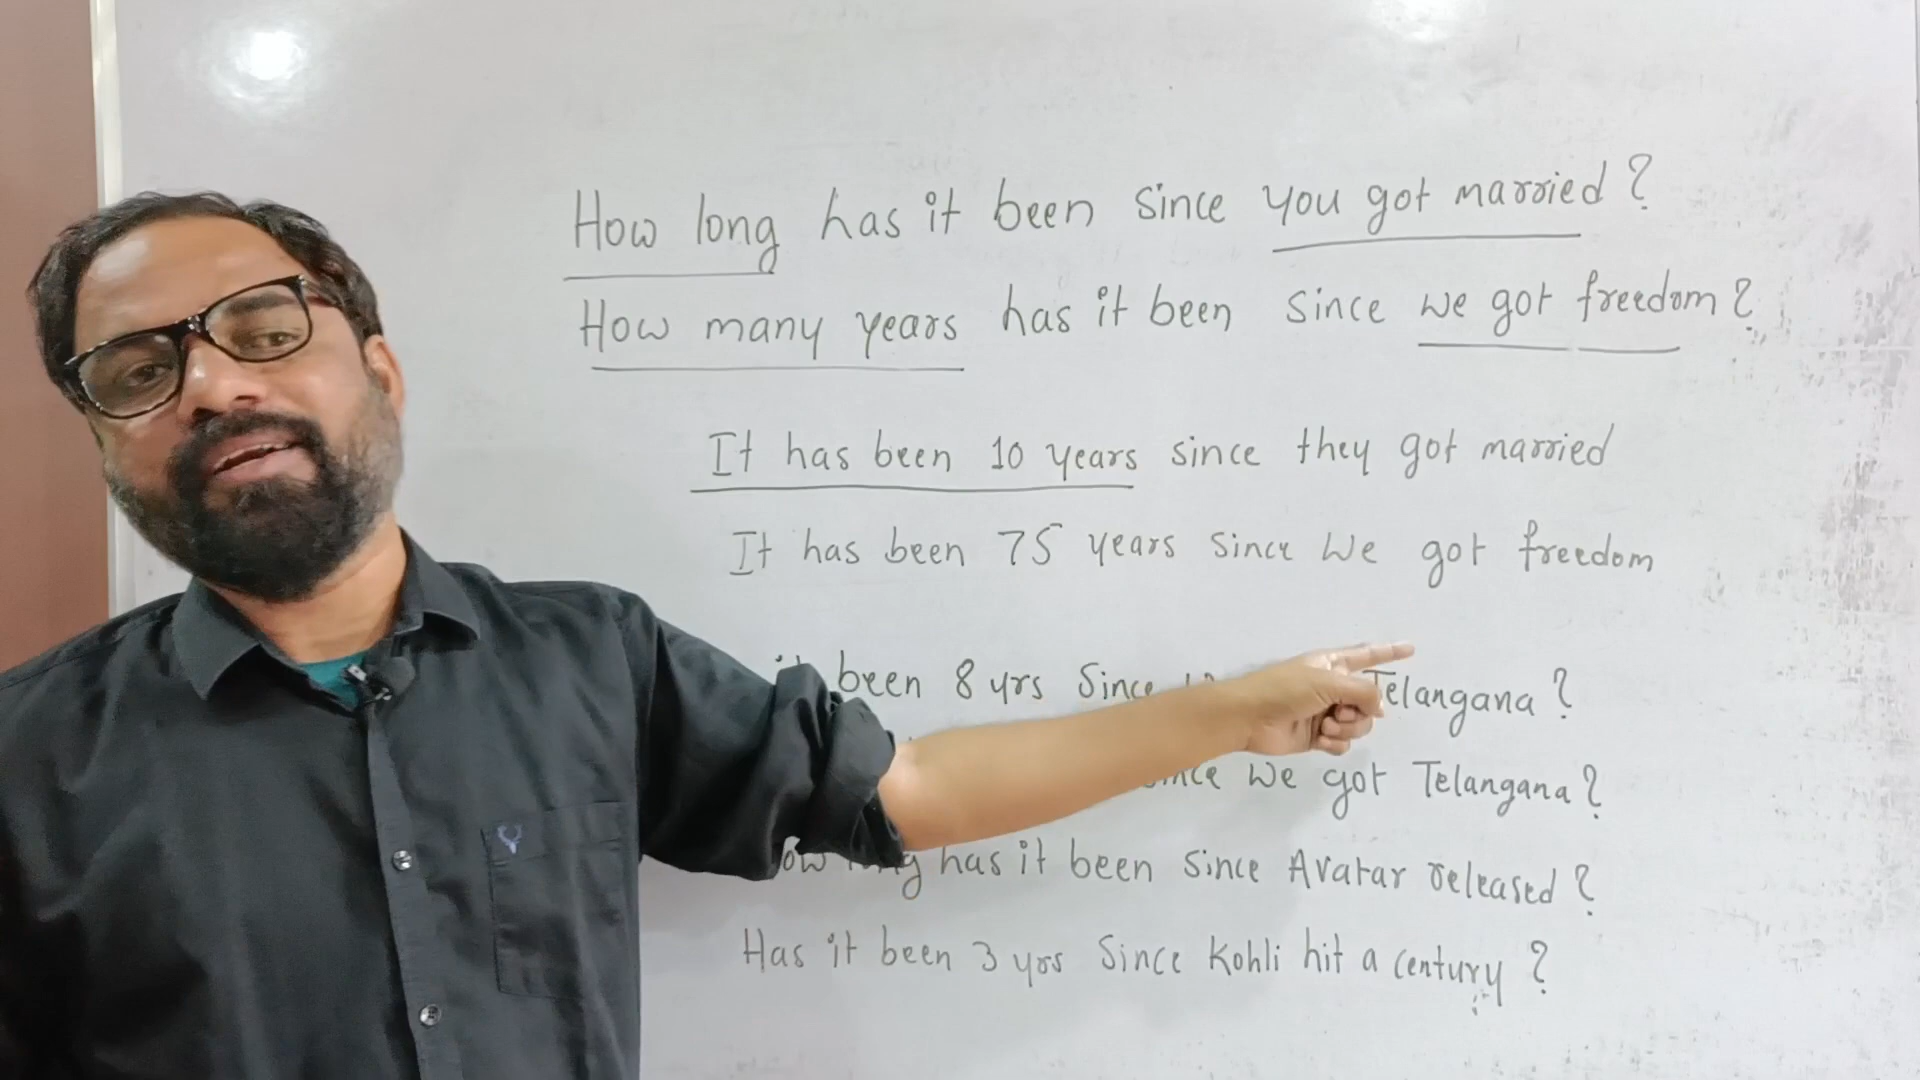 How long has it been since you got married?
How many years has it been since we got freedom?
It has been 10 years since they got married
It has been 75 years since we got freedom
been 8 yrs since Telangana?
we got Telangana?
has it been since Avatar released?
Has it been 3 yrs since Kohli hit a century?